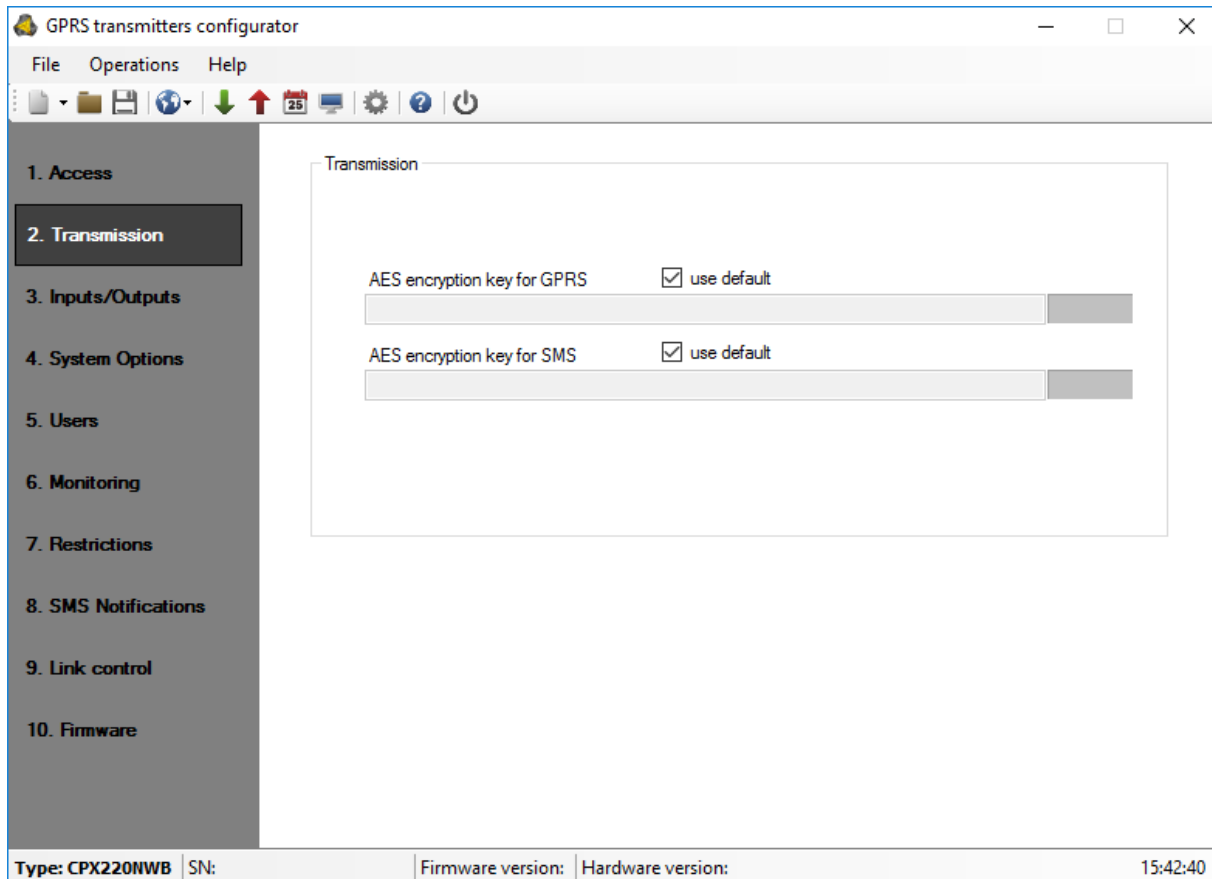 GPRS transmitters configurator
File Operations Help
25
1. Access
2. Transmission
3. Inputs/Outputs
4. System Options
5. Users
6. Monitoring
7. Restrictions
8. SMS Notifications
9. Link control
10. Firmware
Transmission
AES encryption key for GPRS use default
AES encryption key for SMS use default
Type: CPX220NWB SN: Firmware version: Hardware version: 15:42:40